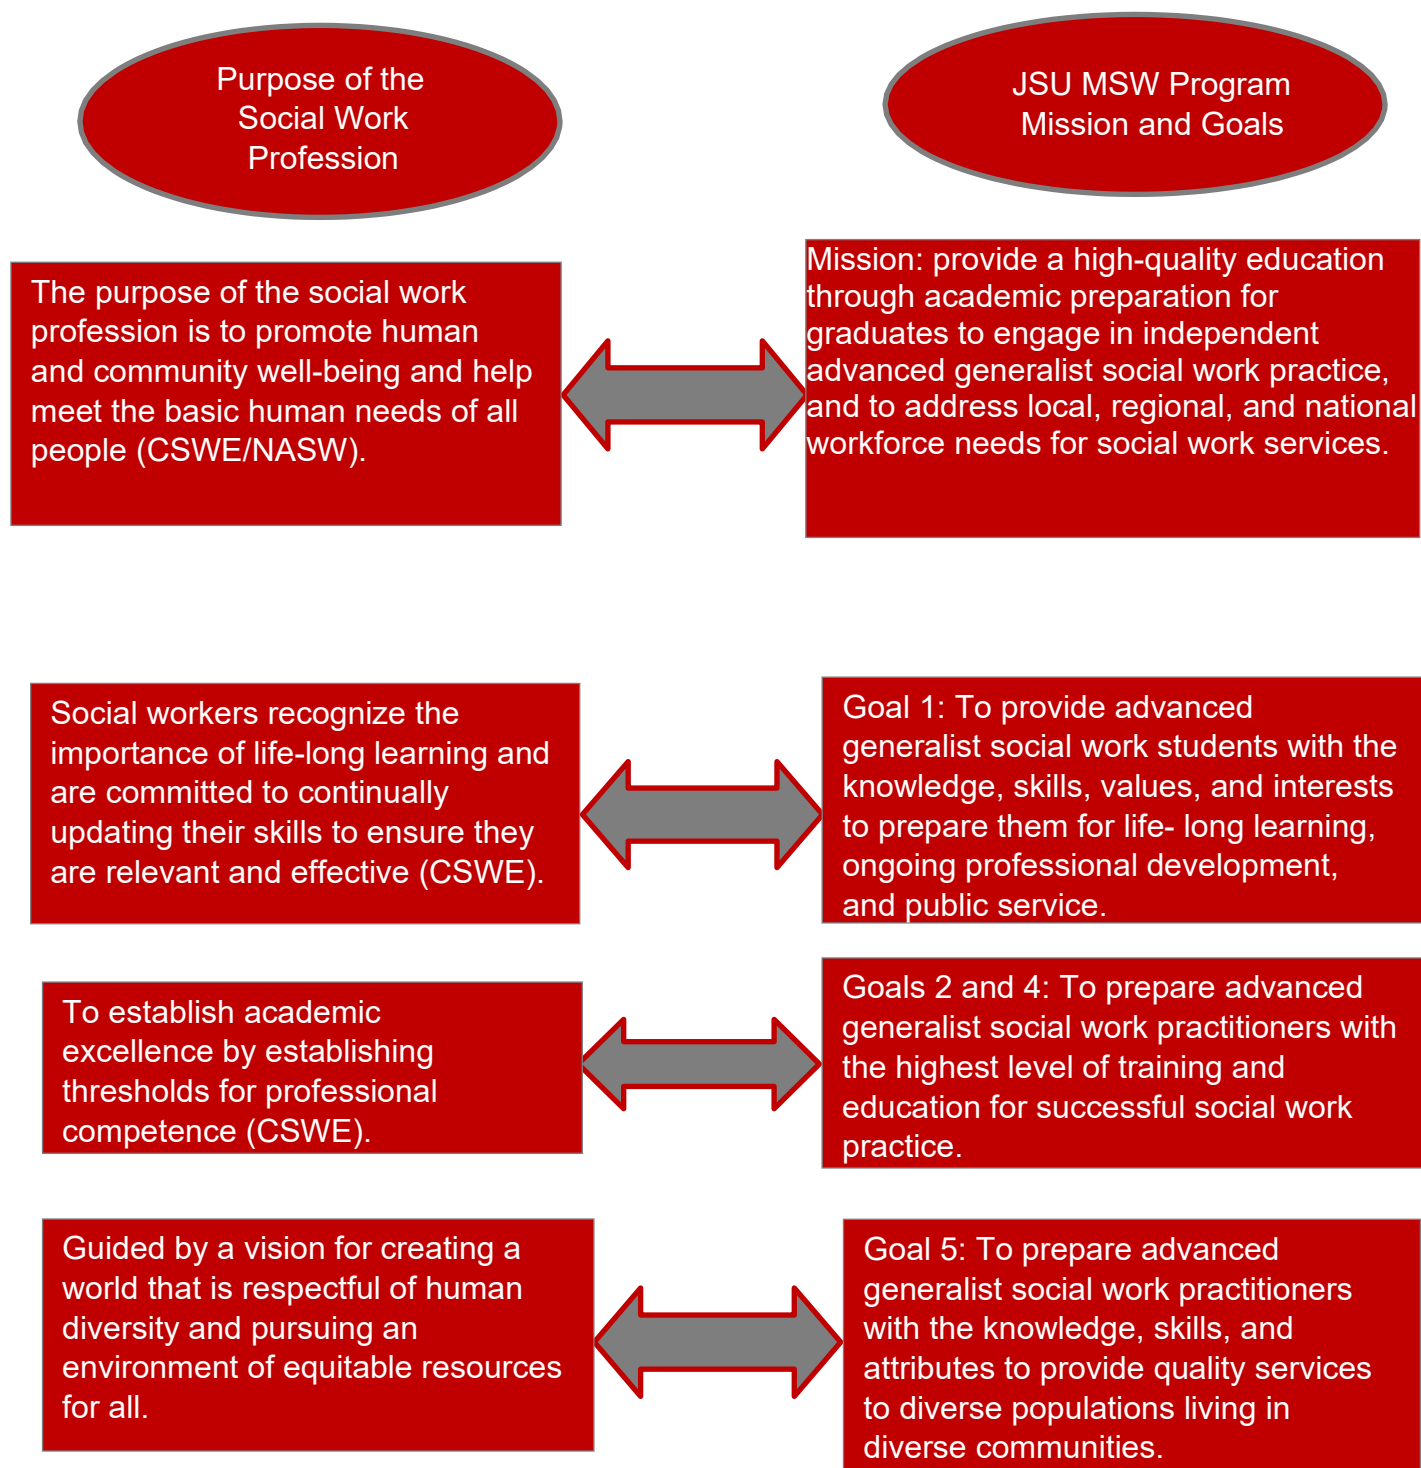 Purpose of the
Social Work
Profession
JSU MSW Program
Mission and Goals
The purpose of the social work
profession is to promote human
and community well-being and help
meet the basic human needs of all
people (CSWE/NASW).
Mission: provide a high-quality education
through academic preparation for
graduates to engage in independent
advanced generalist social work practice,
and to address local, regional, and national
workforce needs for social work services.
Social workers recognize the
importance of life-long learning and
are committed to continually
updating their skills to ensure they
are relevant and effective (CSWE).
Goal 1: To provide advanced
generalist social work students with the
knowledge, skills, values, and interests
to prepare them for life- long learning,
ongoing professional development,
and public service.
To establish academic
excellence by establishing
thresholds for professional
competence (CSWE).
Goals 2 and 4: To prepare advanced
generalist social work practitioners with
the highest level of training and
education for successful social work
practice.
Guided by a vision for creating a
world that is respectful of human
diversity and pursuing an
environment of equitable resources
for all.
Goal 5: To prepare advanced
generalist social work practitioners
with the knowledge, skills, and
attributes to provide quality services
to diverse populations living in
diverse communities.